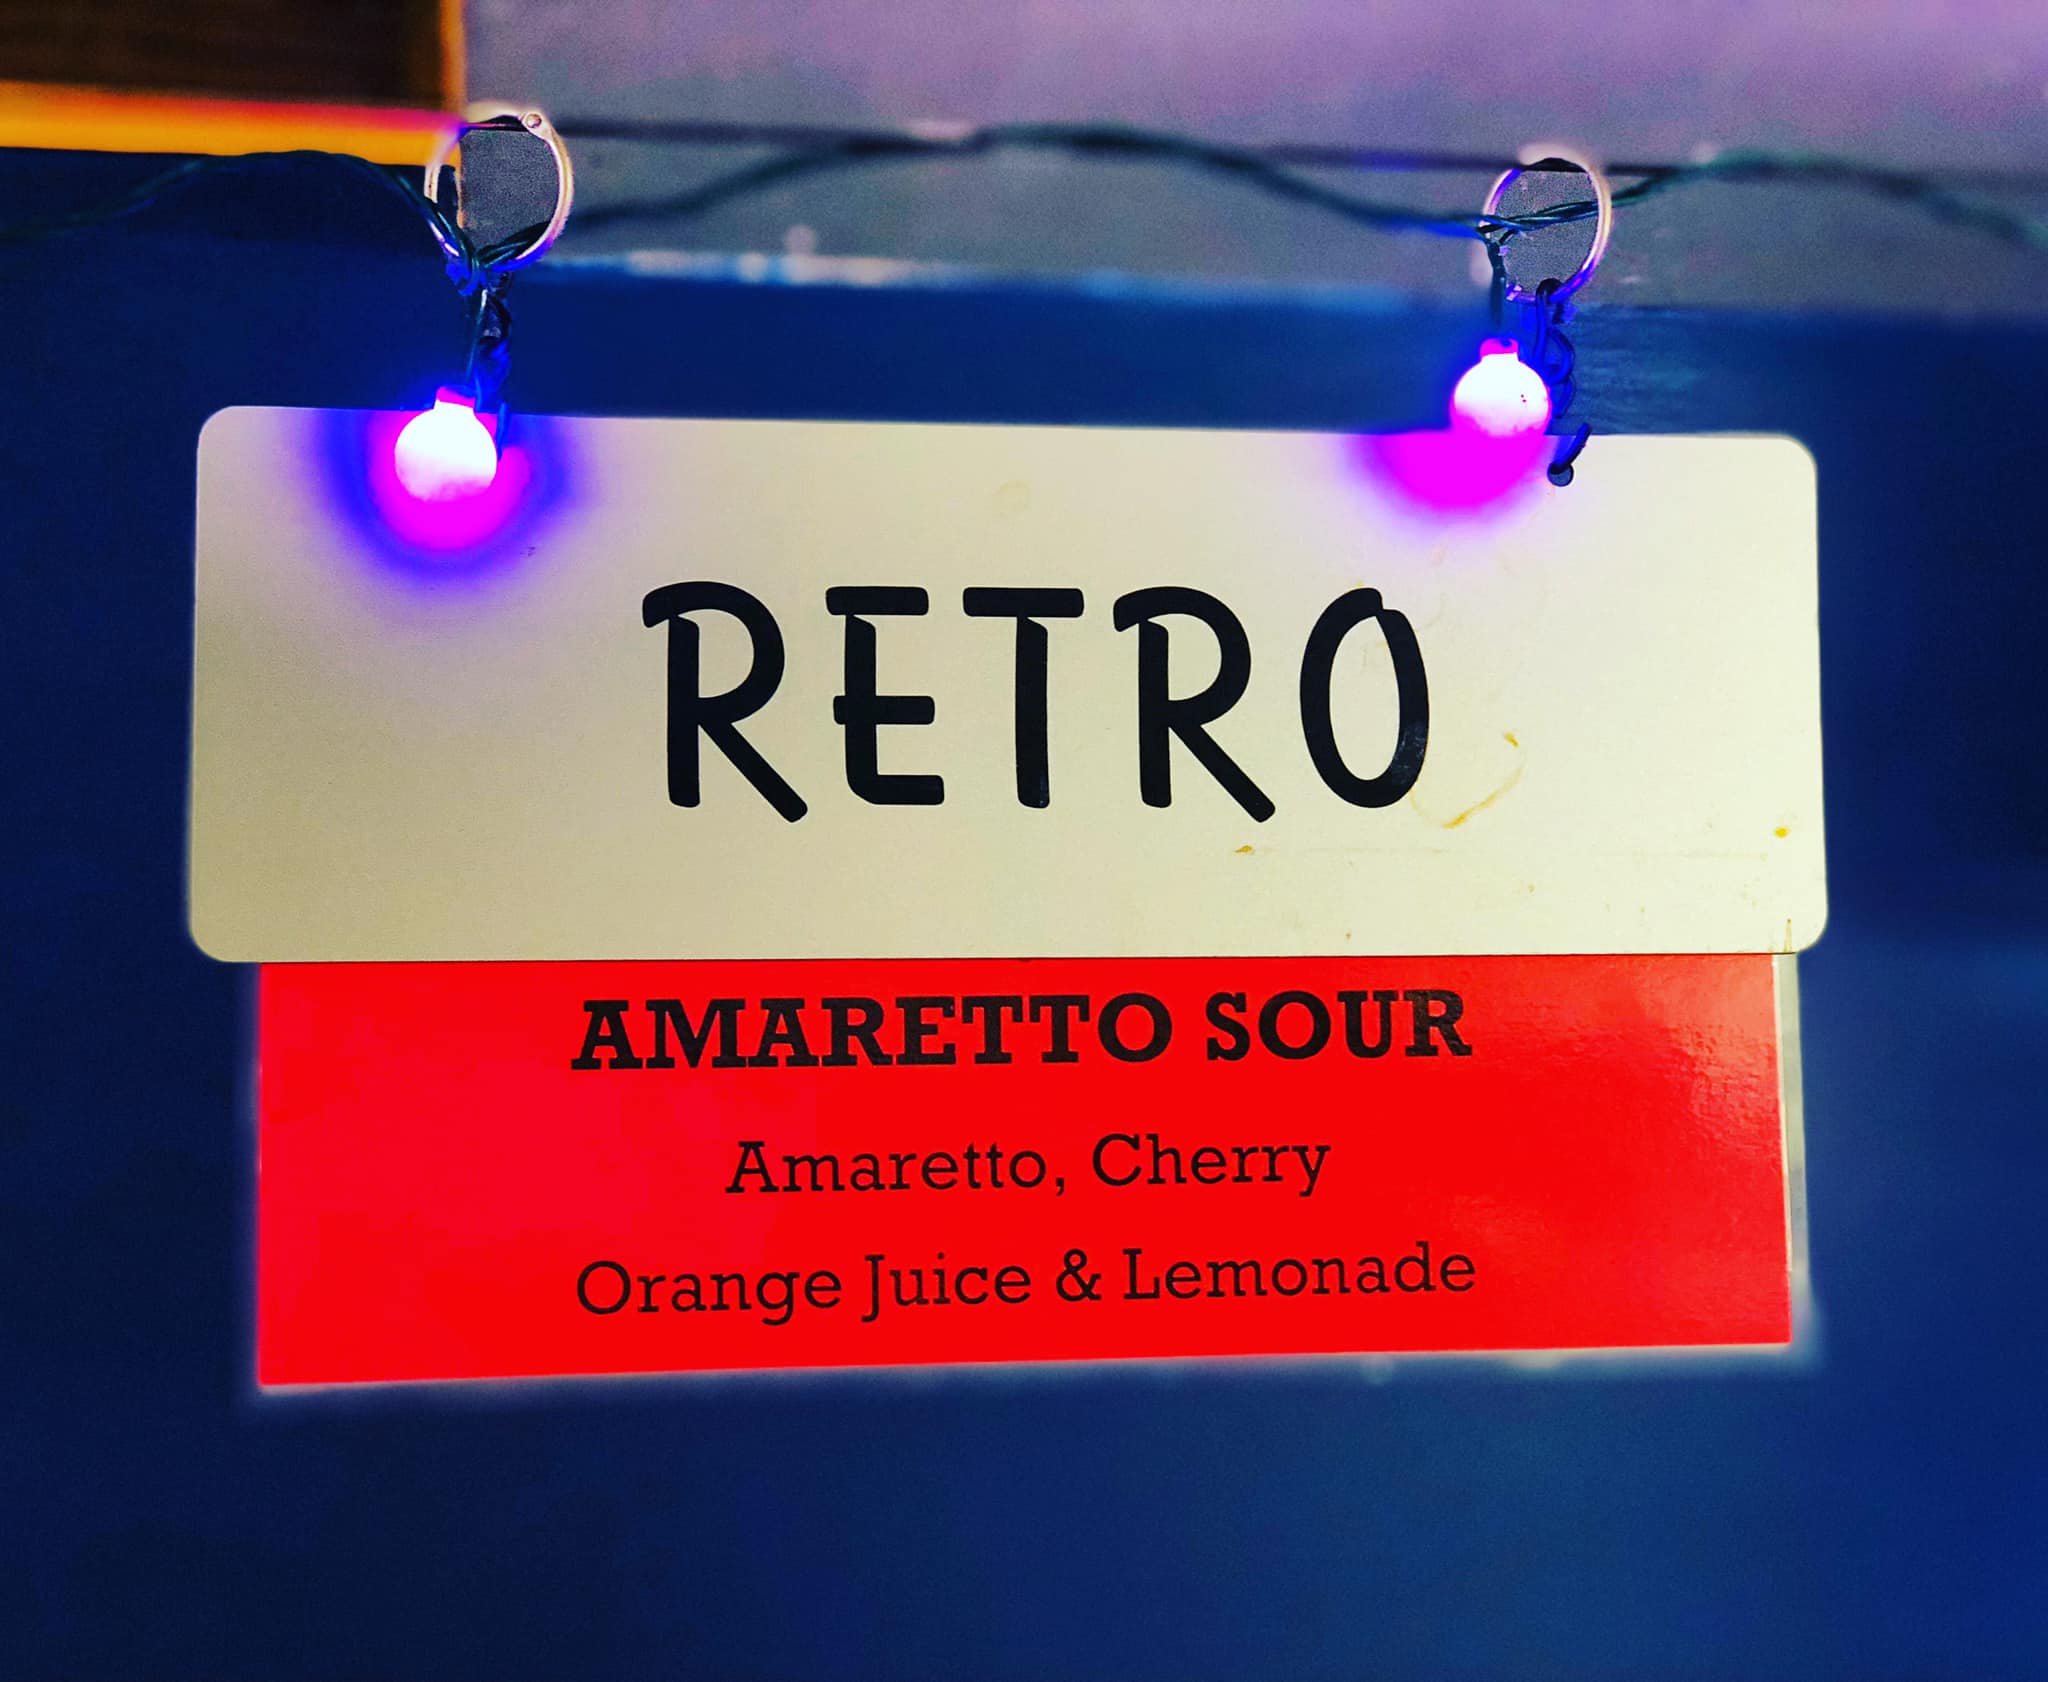 RETRO
AMARETTO SOUR
Amaretto, Cherry
Orange Juice & Lemonade